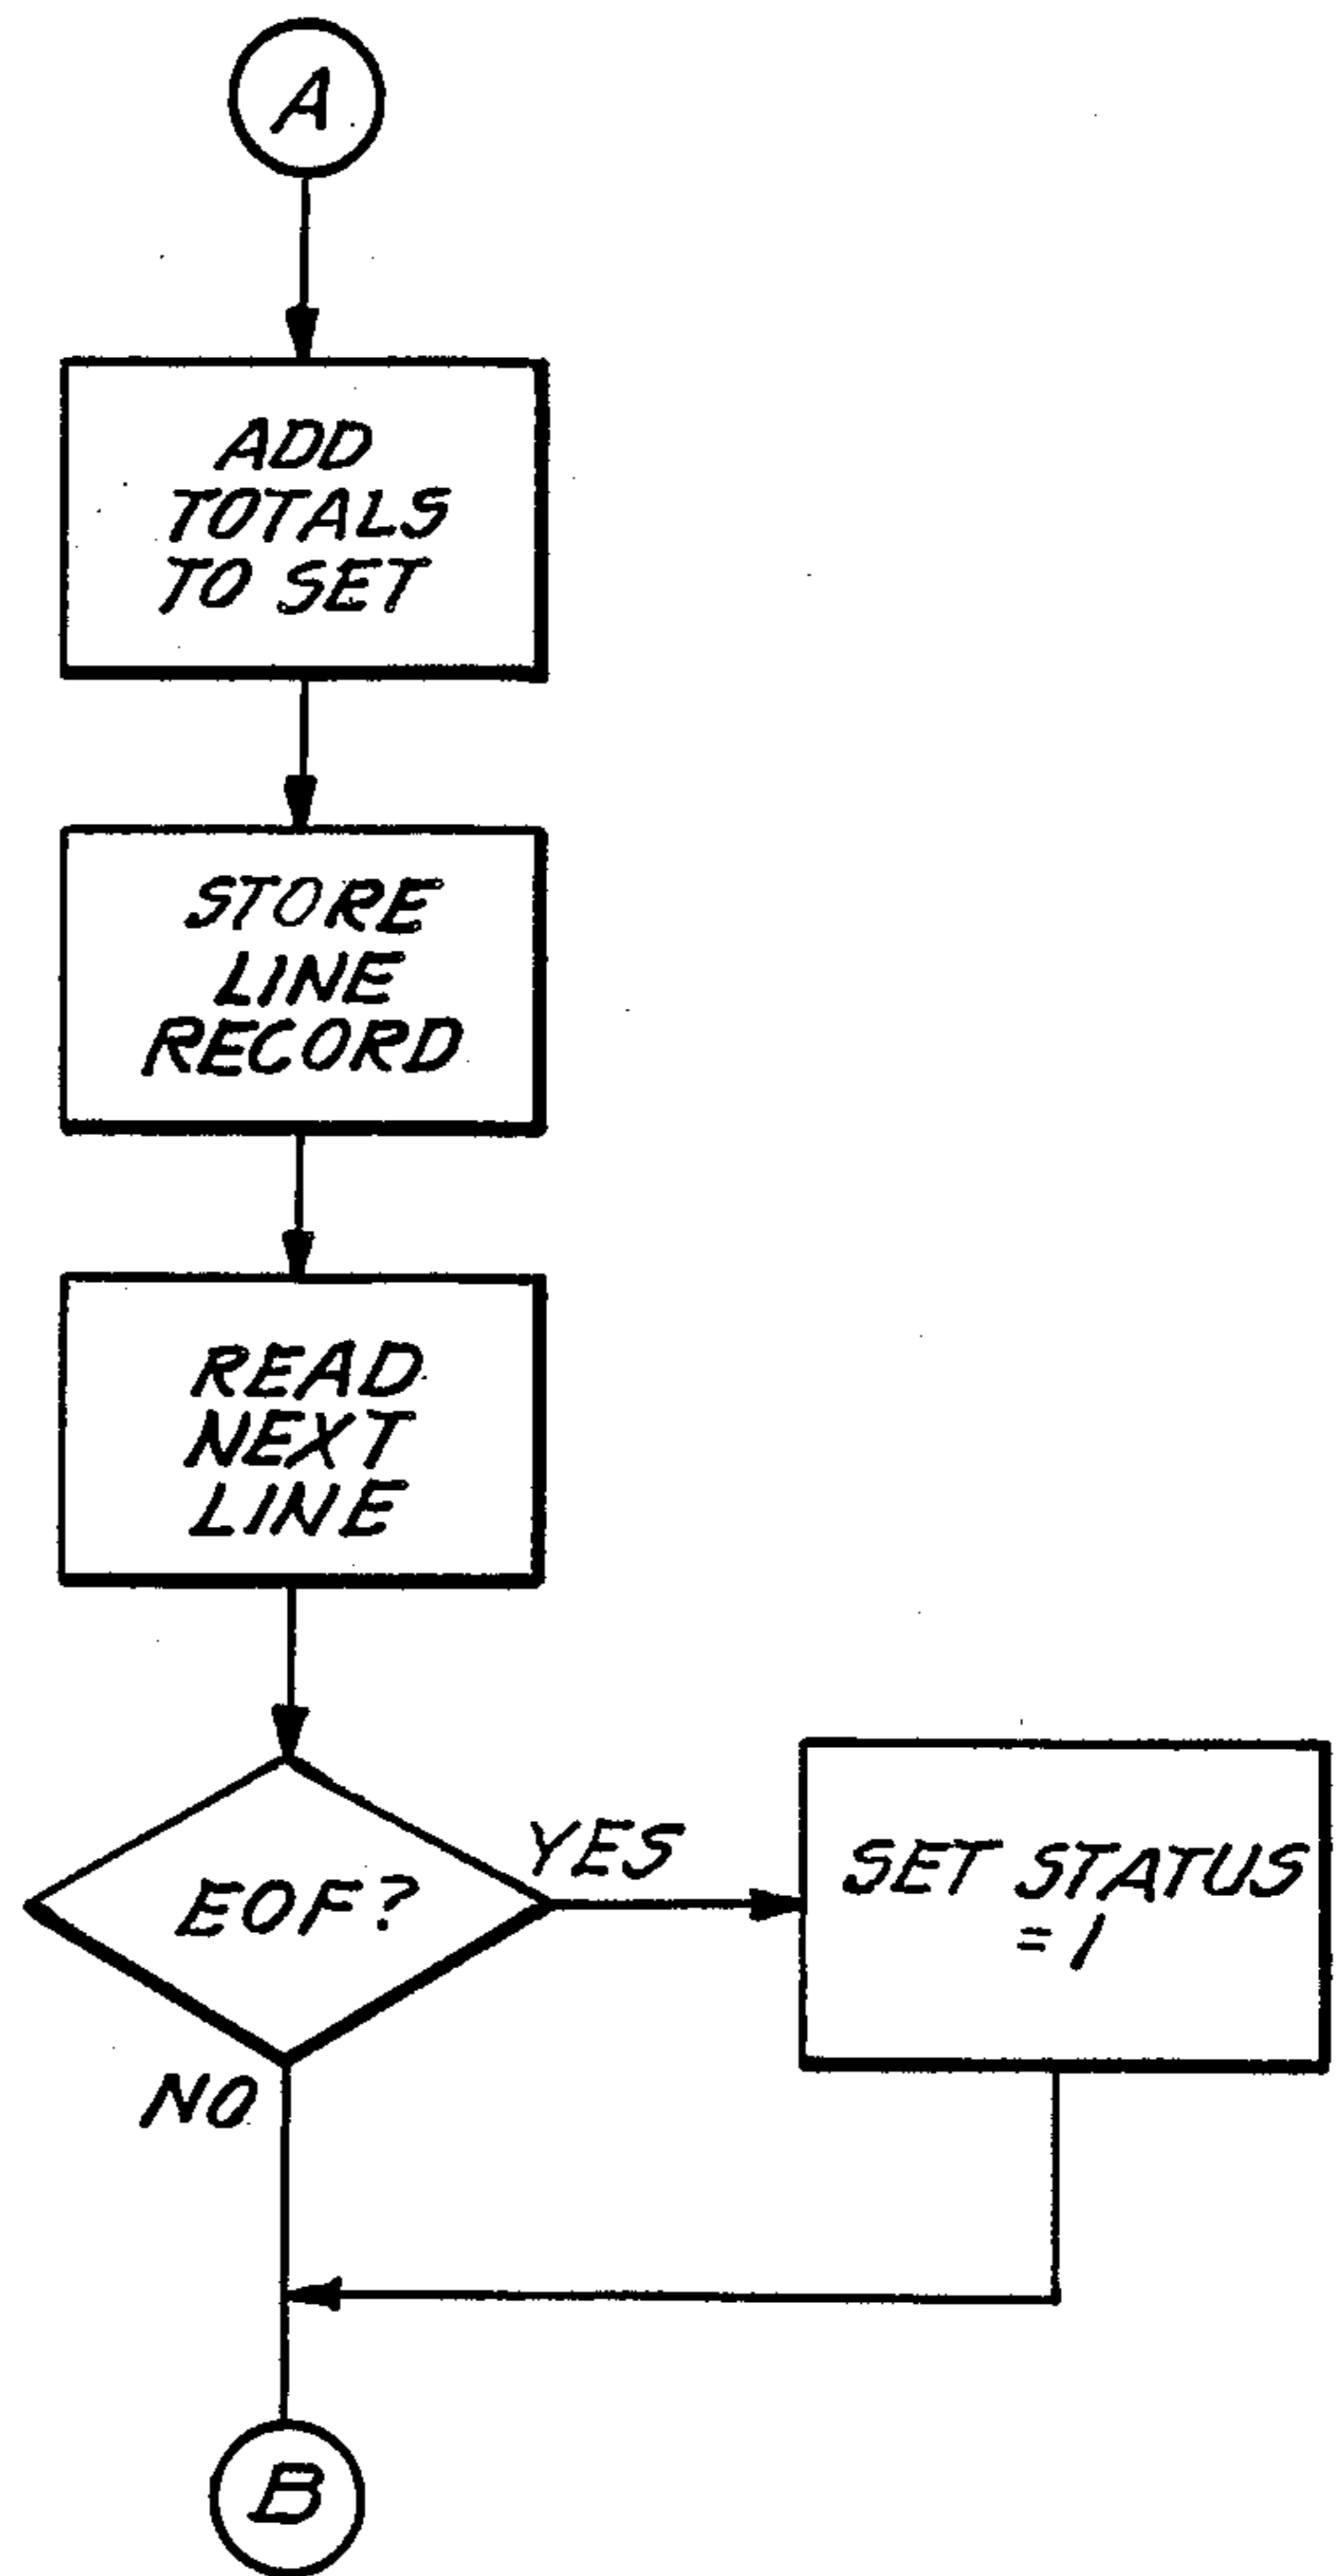 A
ADD
TOTALS
TO SET
STORE
LINE
RECORD
READ
NEXT
LINE
EOF?
YES
SET STATUS
= 1
NO
B